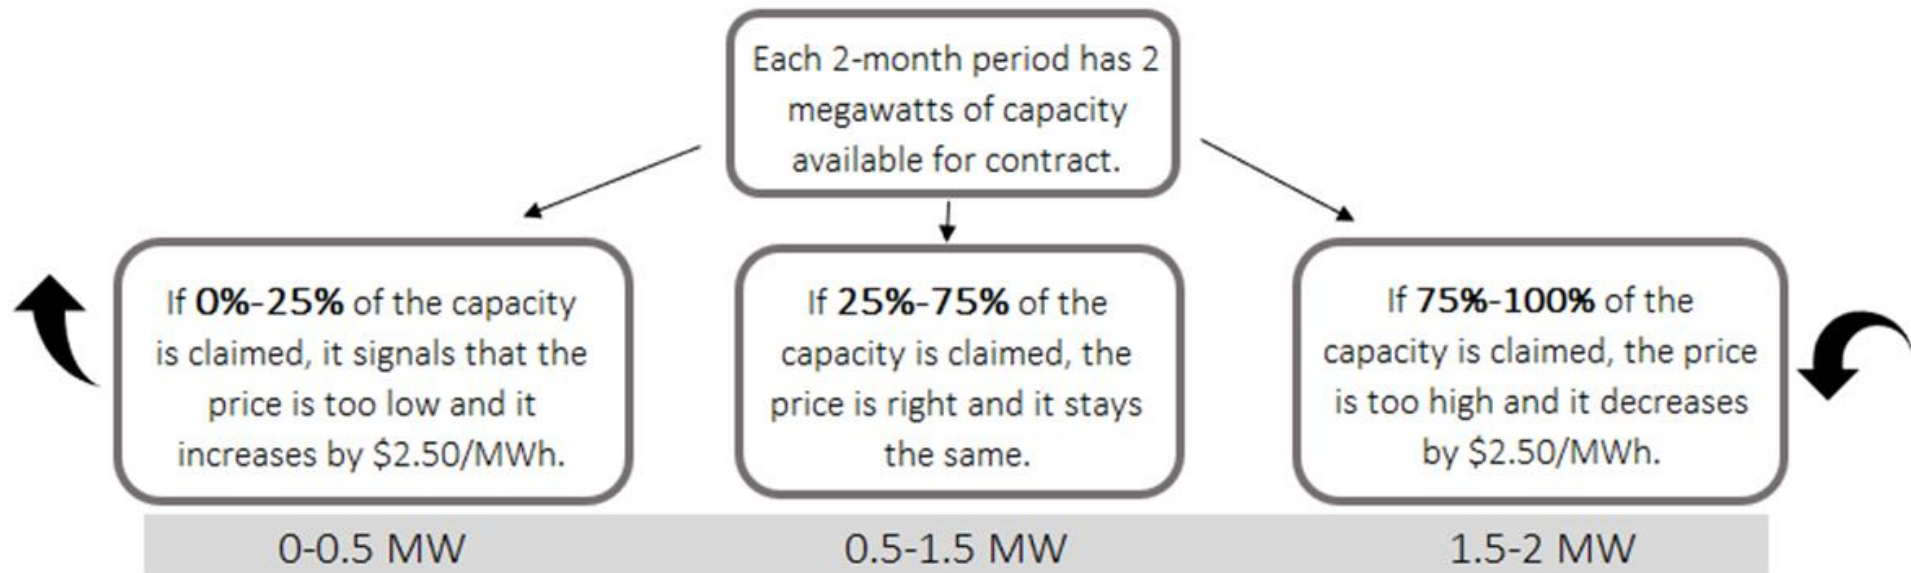 Each 2-month period has 2
megawatts of capacity
available for contract.
If 0%-25% of the capacity
is claimed, it signals that the
price is too low and it
increases by $2.50/MWh.
If 25%-75% of the
capacity is claimed, the
price is right and it stays
the same.
If 75%-100% of the
capacity is claimed, the price
is too high and it decreases
by $2.50/MWh.
0-0.5 MW
0.5-1.5 MW
1.5-2 MW